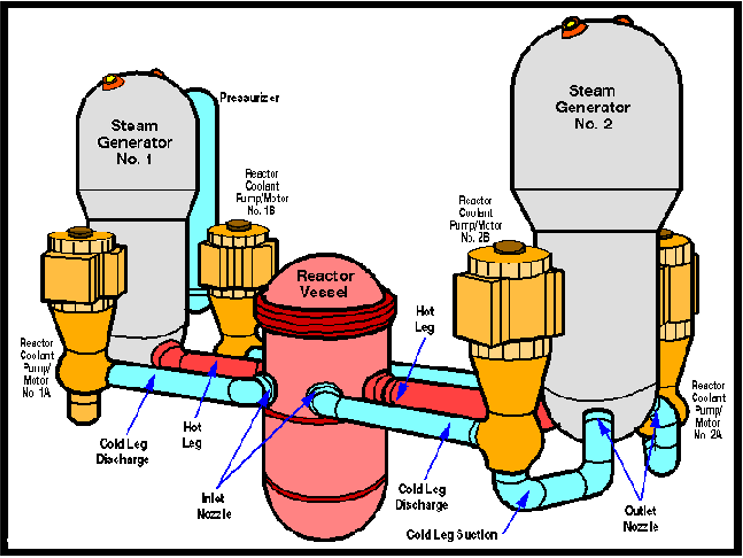 Pressurizer
Steam
Generator
No. 1
Steam
Generator
No. 2
Reactor
Coolant
Pump/Motor
No. 1B
Reactor
Coolant
Pump/Motor
No. 2B
Reactor
Vessel
Hot
Leg
Reactor
Coolant
Pump/
Motor
No. 1A
Reactor
Coolant
Pump/
Motor
No. 2A
Cold Leg
Discharge
Hot
Leg
Inlet
Nozzle
Cold Leg
Discharge
Cold Leg Suction
Outlet
Nozzle